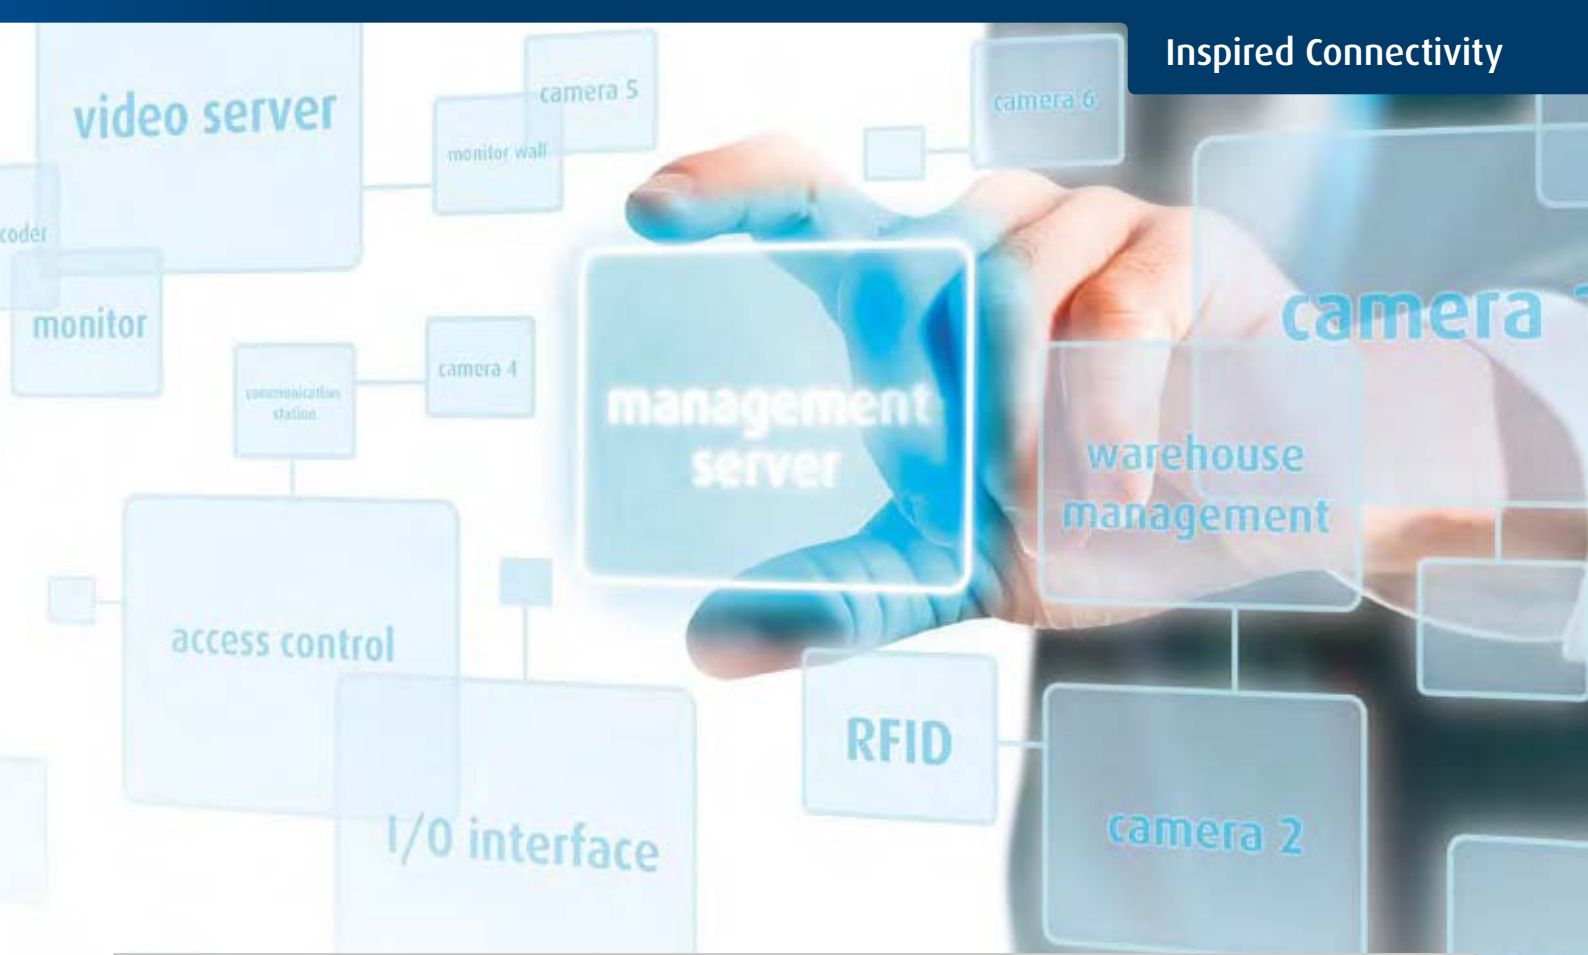 Inspired Connectivity
video server
camera 5
camera 6
monitor wall
coder
monitor
camera 4
communication
station
camera 1
management
server
warehouse
management
access control
RFID
I/O interface
camera 2